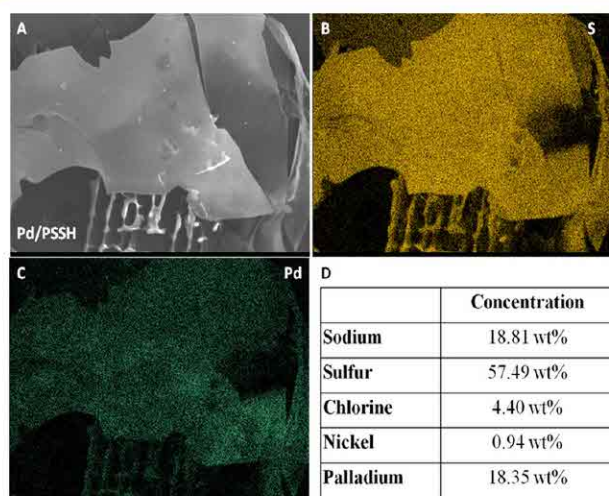 A
Pd/PSSH
B S
C Pd
D
Concentration
Sodium 18.81 wt%
Sulfur 57.49 wt%
Chlorine 4.40 wt%
Nickel 0.94 wt%
Palladium 18.35 wt%